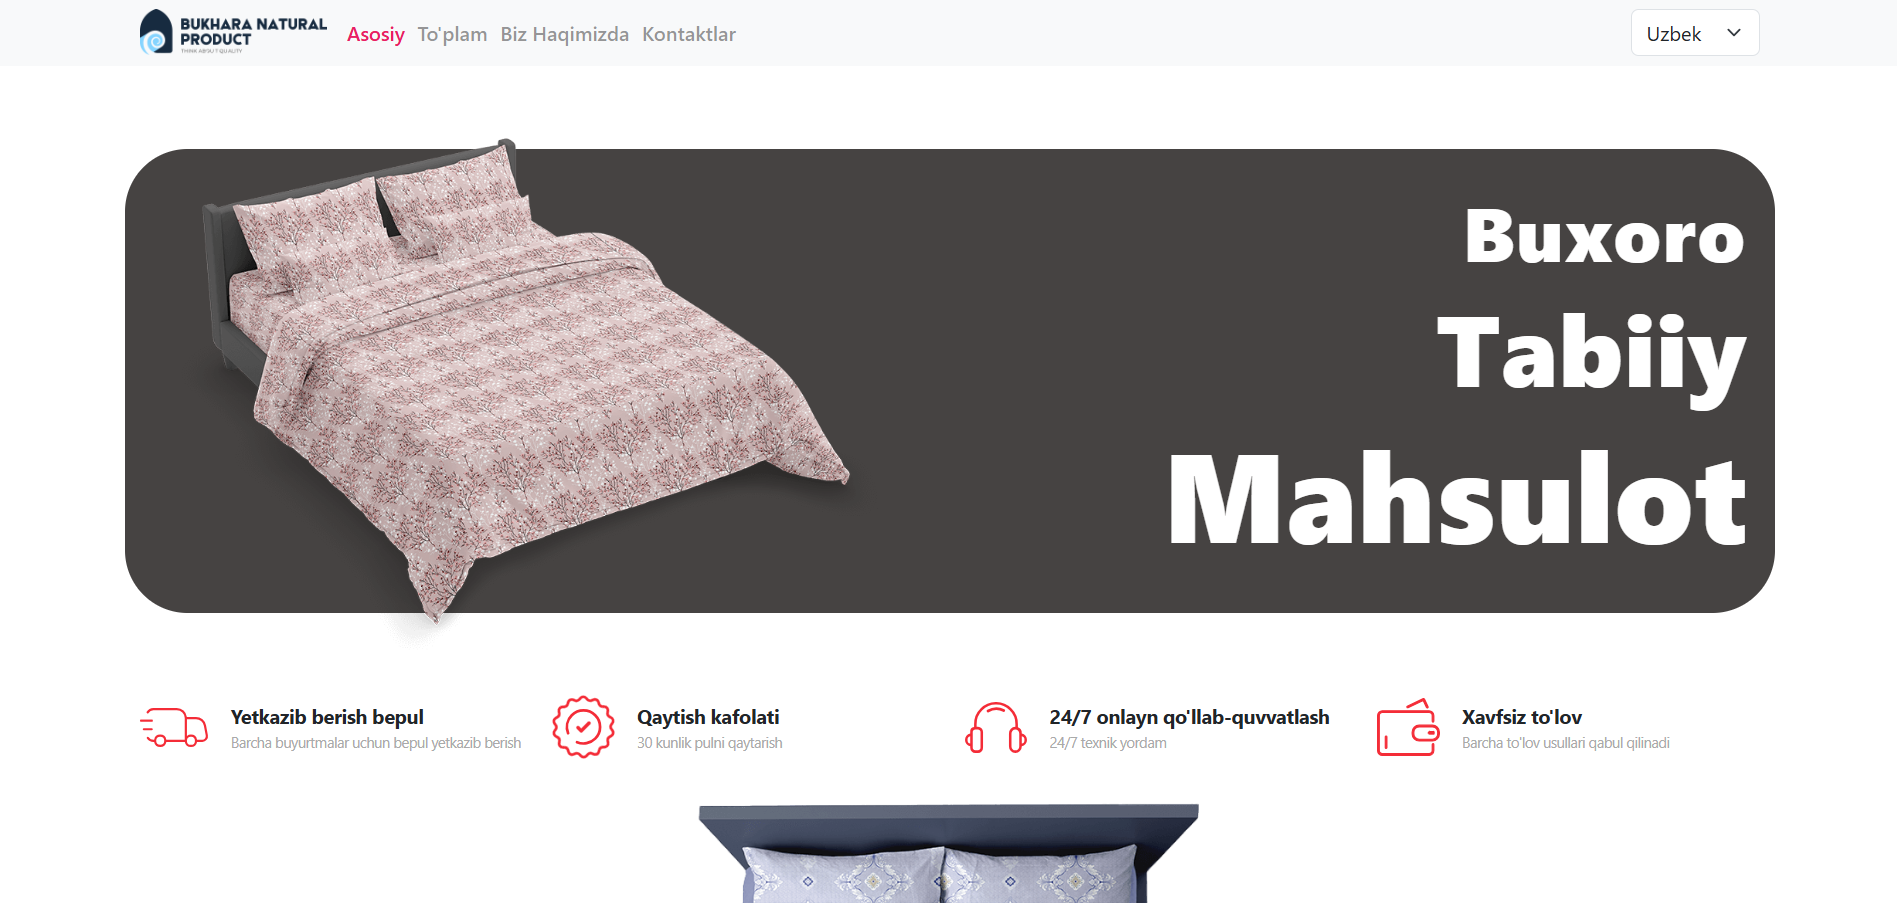 BUKHARA NATURAL
PRODUCT
THINK ABOUT QUALITY
Asosiy To'plam Biz Haqimizda Kontaktlar
Uzbek
Buxoro
Tabiiy
Mahsulot
Yetkazib berish bepul
Barcha buyurtmalar uchun bepul yetkazib berish
Qaytish kafolati
30 kunlik pulni qaytarish
24/7 onlayn qo'llab-quvvatlash
24/7 texnik yordam
Xavfsiz to'lov
Barcha to'lov usullari qabul qilinadi